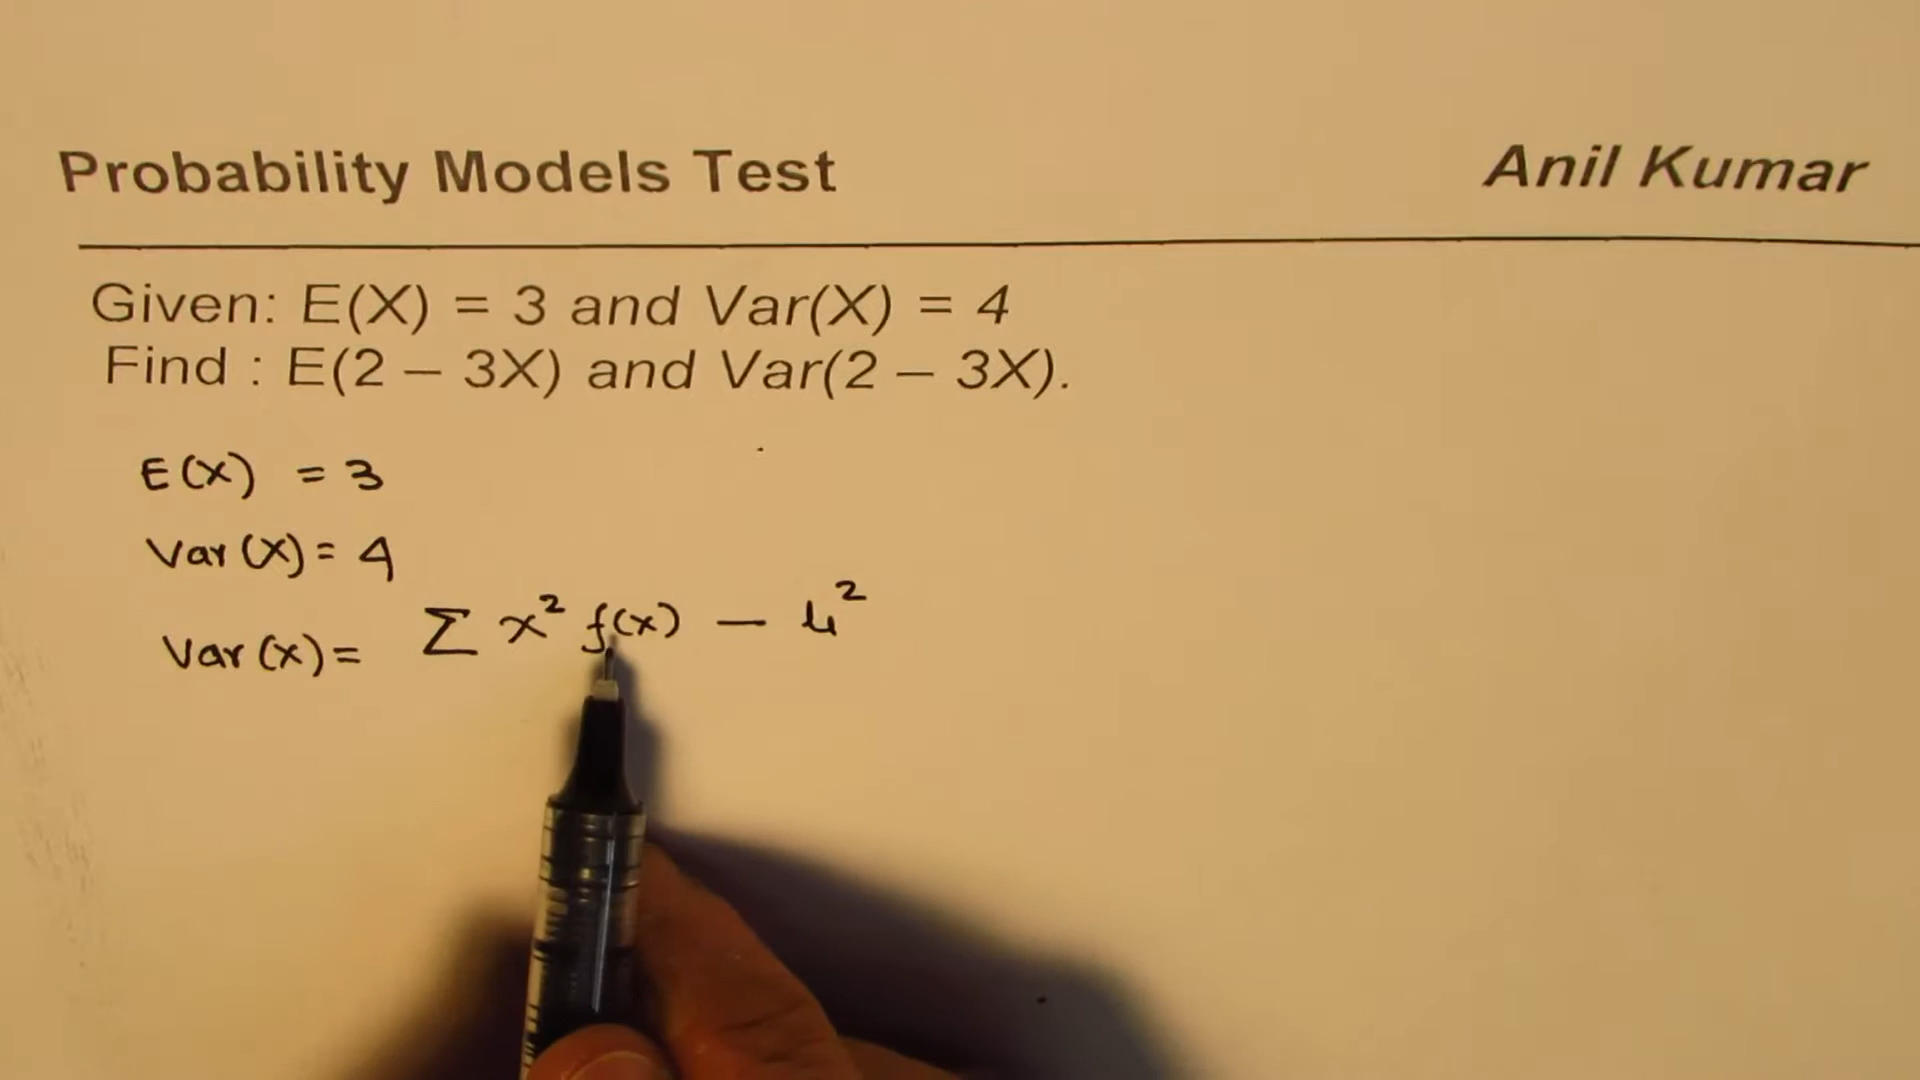 Probability Models Test Anil Kumar
Given: E(X) = 3 and Var(X) = 4
Find : E(2 – 3X) and Var(2 – 3X).
E(X) = 3
Var(X) = 4
Var(x) = Σ x² f(x) – μ²